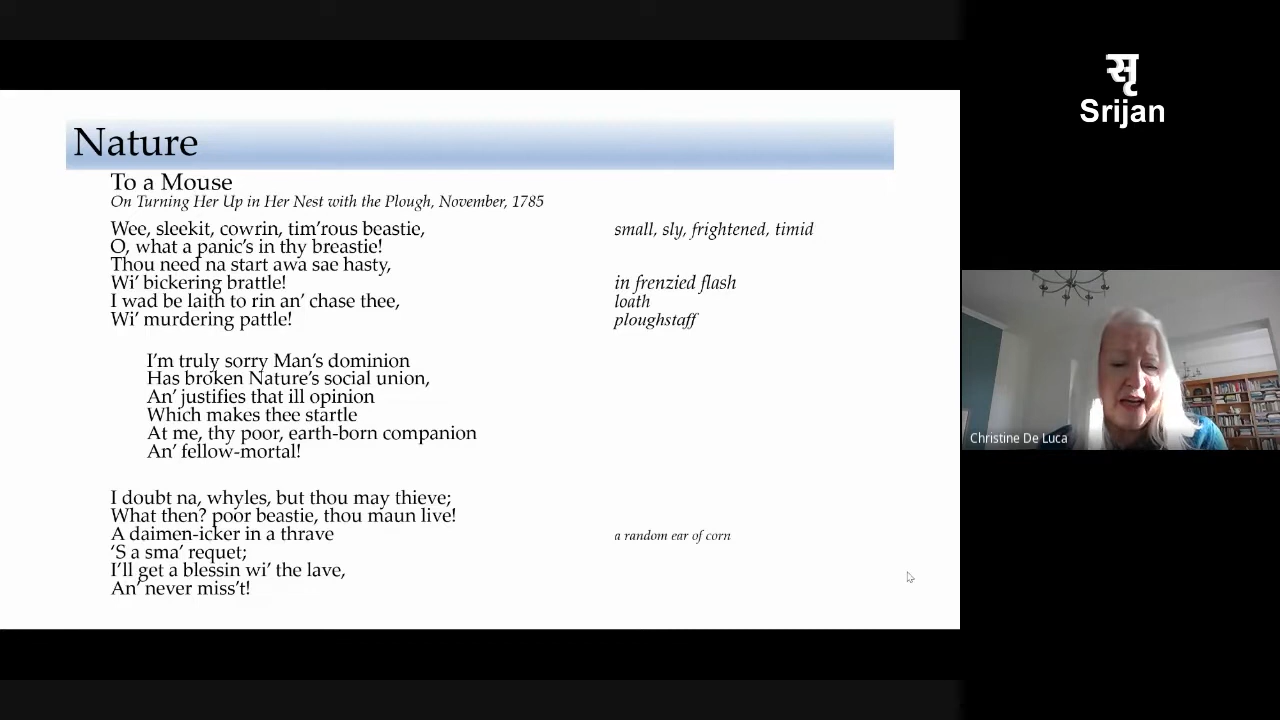 Nature
To a Mouse
On Turning Her Up in Her Nest with the Plough, November, 1785
Wee, sleekit, cowrin, tim’rous beastie,
small, sly, frightened, timid
O, what a panic’s in thy breastie!
Thou need na start awa sae hasty,
Wi’ bickering brattle!
in frenzied flash
I wad be laith to rin an’ chase thee,
loath
Wi’ murdering pattle!
ploughstaff
I’m truly sorry Man’s dominion
Has broken Nature’s social union,
An’ justifies that ill opinion
Which makes thee startle
At me, thy poor, earth-born companion
An’ fellow-mortal!
I doubt na, whyles, but thou may thieve;
What then? poor beastie, thou maun live!
A daimen-icker in a thrave
a random ear of corn
‘S a sma’ requet;
I’ll get a blessin wi’ the lave,
An’ never miss’t!
सृ
Srijan
Christine De Luca